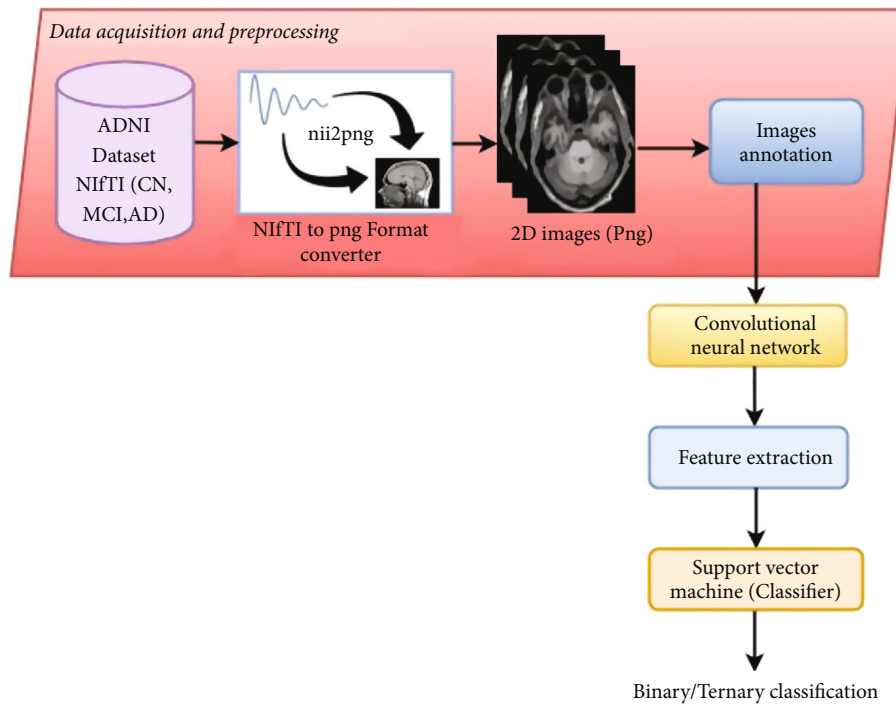 Data acquisition and preprocessing
ADNI
Dataset
NIfTI (CN,
MCI,AD)
nii2png
NIfTI to png Format
converter
2D images (Png)
Images
annotation
Convolutional
neural network
Feature extraction
Support vector
machine (Classifier)
Binary/Ternary classification